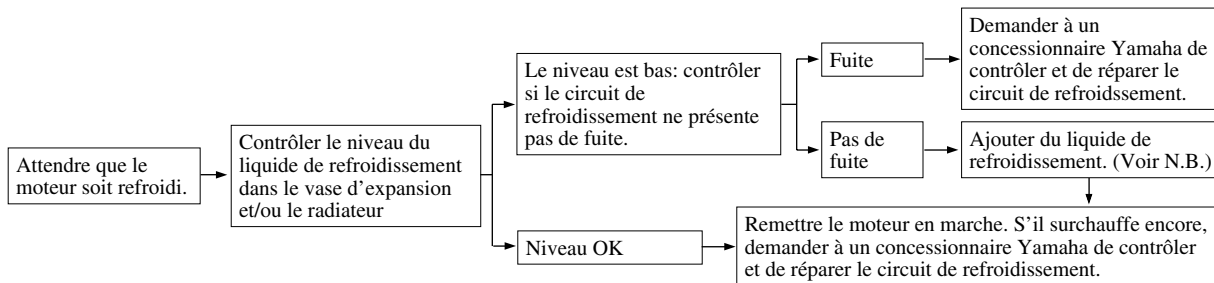 Attendre que le
moteur soit refroidi.
Contrôler le niveau du
liquide de refroidissement
dans le vase d'expansion
et/ou le radiateur
Le niveau est bas: contrôler
si le circuit de
refroidissement ne présente
pas de fuite.
Fuite
Demander à un
concessionnaire Yamaha de
contrôler et de réparer le
circuit de refroidssement.
Pas de
fuite
Ajouter du liquide de
refroidissement. (Voir N.B.)
Niveau OK
Remettre le moteur en marche. S'il surchauffe encore,
demander à un concessionnaire Yamaha de contrôler
et de réparer le circuit de refroidissement.